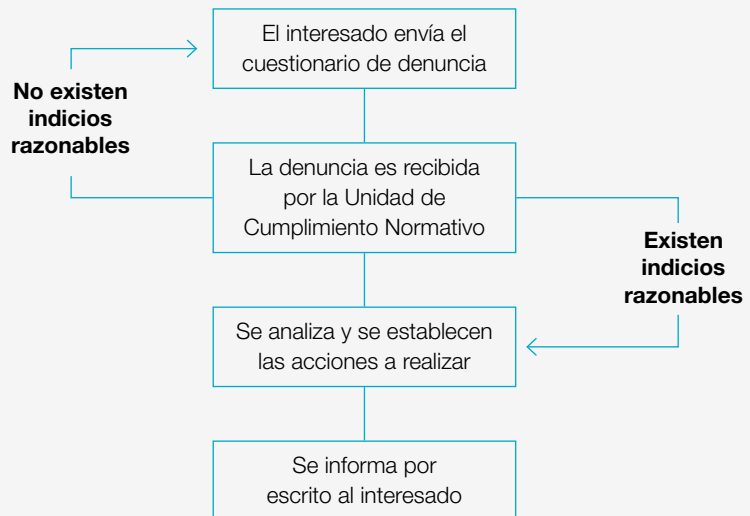 El interesado envía el
cuestionario de denuncia
No existen
indicios
razonables
La denuncia es recibida
por la Unidad de
Cumplimiento Normativo
Existen
indicios
razonables
Se analiza y se establecen
las acciones a realizar
Se informa por
escrito al interesado